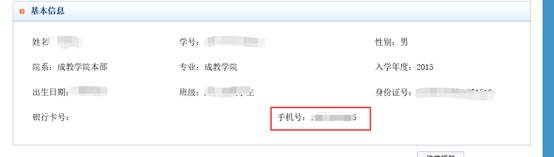 基本信息
姓名 学号: 性别: 男
院系: 成教学院本部 专业: 成教学院 入学年度: 2015
出生日期: 班级: 身份证号:
银行卡号: 手机号: